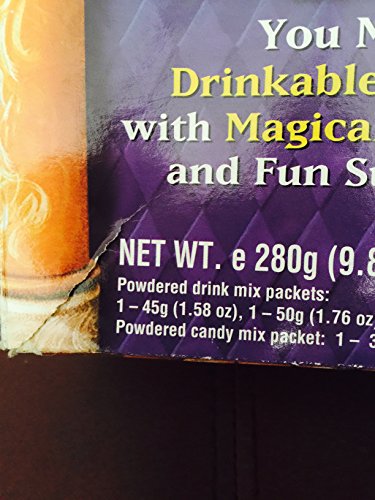 You M
Drinkable
with Magica
and Fun Su
NET WT. e 280g (9.8
Powdered drink mix packets:
1 – 45g (1.58 oz), 1 – 50g (1.76 oz,
Powdered candy mix packet: 1 – 3